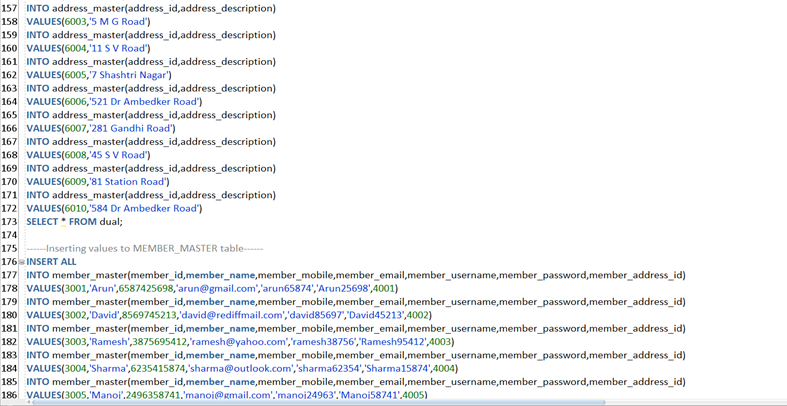 157 INTO address_master(address_id,address_description)
158 VALUES(6003,'5 M G Road')
159 INTO address_master(address_id,address_description)
160 VALUES(6004,'11 S V Road')
161 INTO address_master(address_id,address_description)
162 VALUES(6005,'7 Shashtri Nagar')
163 INTO address_master(address_id,address_description)
164 VALUES(6006,'521 Dr Ambedker Road')
165 INTO address_master(address_id,address_description)
166 VALUES(6007,'281 Gandhi Road')
167 INTO address_master(address_id,address_description)
168 VALUES(6008,'45 S V Road')
169 INTO address_master(address_id,address_description)
170 VALUES(6009,'81 Station Road')
171 INTO address_master(address_id,address_description)
172 VALUES(6010,'584 Dr Ambedker Road')
173 SELECT * FROM dual;
174
175 ------Inserting values to MEMBER_MASTER table------
176 INSERT ALL
177 INTO member_master(member_id,member_name,member_mobile,member_email,member_username,member_password,member_address_id)
178 VALUES(3001,'Arun',6587425698,'arun@gmail.com','arun65874','Arun25698',4001)
179 INTO member_master(member_id,member_name,member_mobile,member_email,member_username,member_password,member_address_id)
180 VALUES(3002,'David',8569745213,'david@rediffmail.com','david85697','David45213',4002)
181 INTO member_master(member_id,member_name,member_mobile,member_email,member_username,member_password,member_address_id)
182 VALUES(3003,'Ramesh',3875695412,'ramesh@yahoo.com','ramesh38756','Ramesh95412',4003)
183 INTO member_master(member_id,member_name,member_mobile,member_email,member_username,member_password,member_address_id)
184 VALUES(3004,'Sharma',6235415874,'sharma@outlook.com','sharma62354','Sharma15874',4004)
185 INTO member_master(member_id,member_name,member_mobile,member_email,member_username,member_password,member_address_id)
186 VALUES(3005,'Manoj',2496358741,'manoj@gmail.com','manoj24963','Manoj58741',4005)